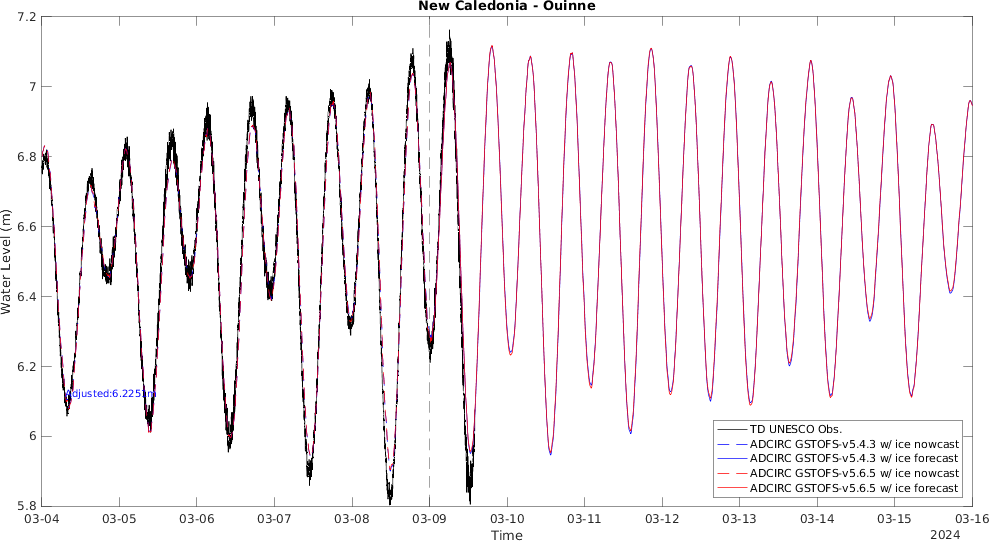 New Caledonia - Ouinne
7.2
7
6.8
6.6
6.4
6.2
6
5.8
Water Level (m)
Adjusted:6.2253m
TD UNESCO Obs.
ADCIRC GSTOFS-v5.4.3 w/ ice nowcast
ADCIRC GSTOFS-v5.4.3 w/ ice forecast
ADCIRC GSTOFS-v5.6.5 w/ ice nowcast
ADCIRC GSTOFS-v5.6.5 w/ ice forecast
03-04 03-05 03-06 03-07 03-08 03-09 03-10 03-11 03-12 03-13 03-14 03-15 03-16
Time
2024